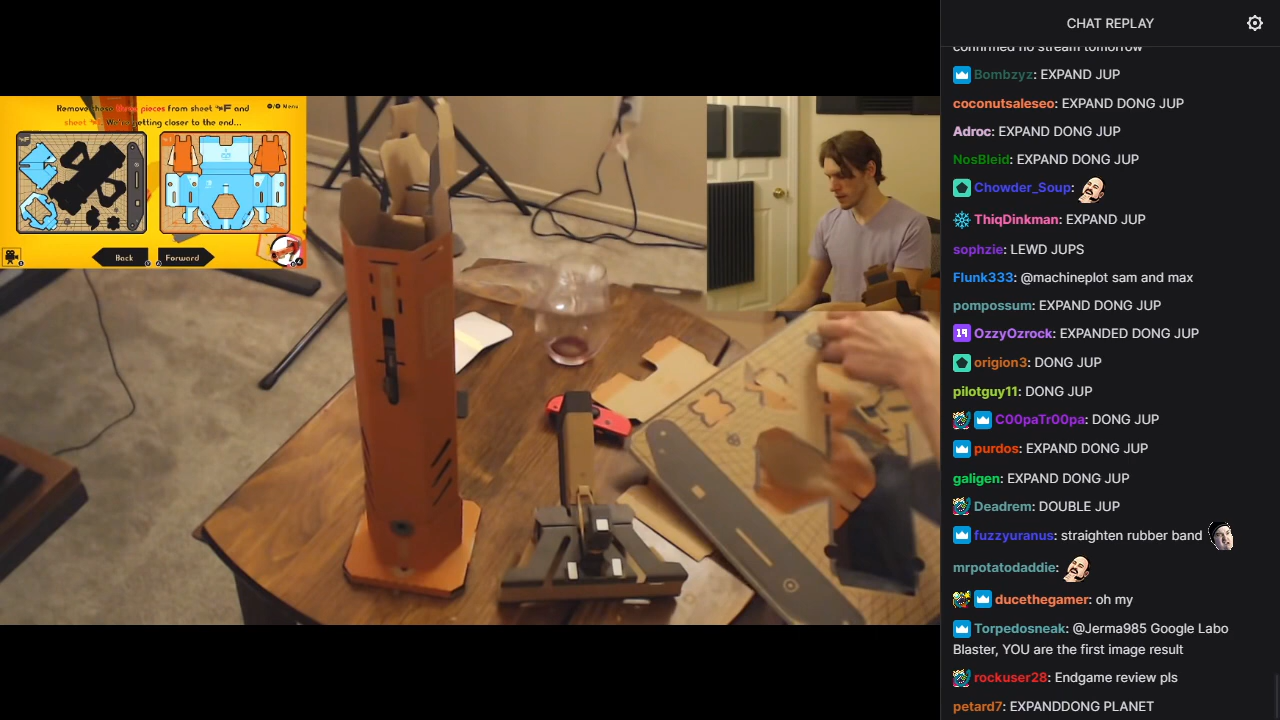 Remove these three pieces from sheet F and
sheet We're getting closer to the end...
Menu
Back
Forward
CHAT REPLAY
confirmed no stream tomorrow
Bombzyz: EXPAND JUP
coconutsaleseo: EXPAND DONG JUP
Adroc: EXPAND DONG JUP
NosBleid: EXPAND DONG JUP
Chowder_Soup:
ThiqDinkman: EXPAND JUP
sophzie: LEWD JUPS
Flunk333: @machineplot sam and max
pompossum: EXPAND DONG JUP
19 OzzyOzrock: EXPANDED DONG JUP
origion3: DONG JUP
pilotguy11: DONG JUP
C00paTr00pa: DONG JUP
purdos: EXPAND DONG JUP
galigen: EXPAND DONG JUP
Deadrem: DOUBLE JUP
fuzzyuranus: straighten rubber band
mrpotatodaddie:
ducethegamer: oh my
Torpedosneak: @Jerma985 Google Labo
Blaster, YOU are the first image result
rockuser28: Endgame review pls
petard7: EXPANDDONG PLANET